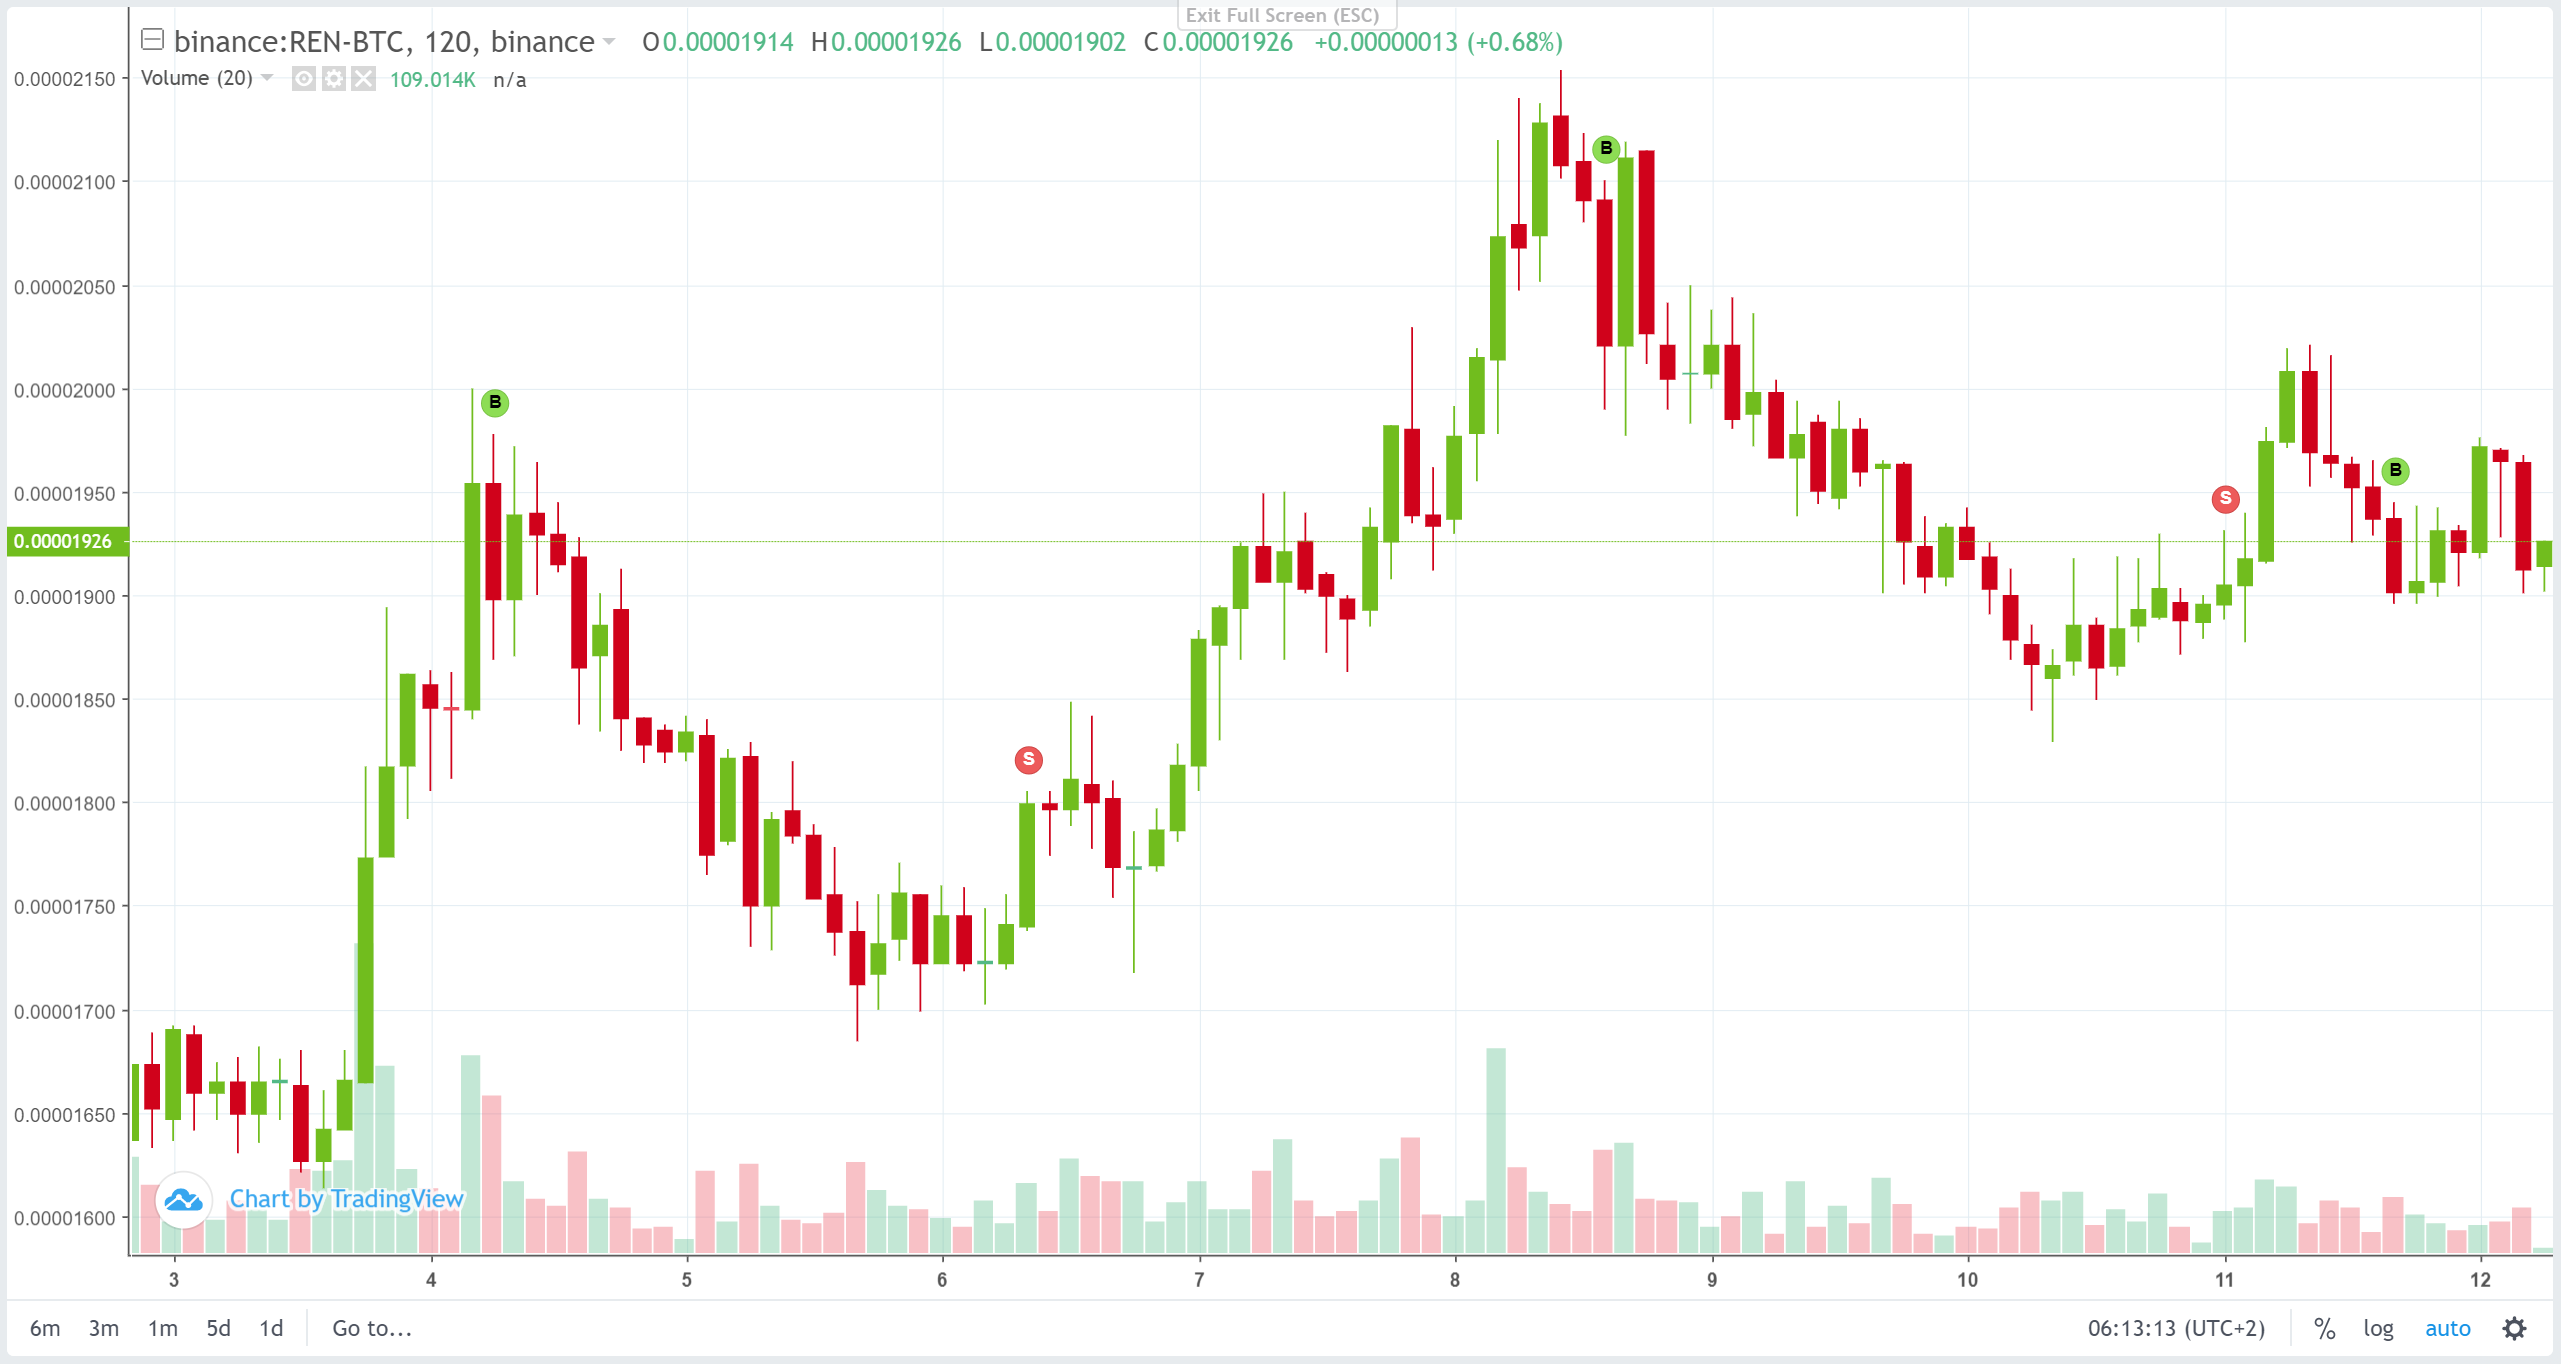 Exit Full Screen (ESC)
binance:REN-BTC, 120, binance O0.00001914 H0.00001926 L0.00001902 C0.00001926 +0.00000013 (+0.68%)
Volume (20) 109.014K n/a
0.00002150
0.00002100
B
0.00002050
0.00002000
B
B
0.00001950
S
0.00001926
0.00001900
0.00001850
S
0.00001800
0.00001750
0.00001700
0.00001650
Chart by TradingView
0.00001600
3 4 5 6 7 8 9 10 11 12
6m 3m 1m 5d 1d Go to... 06:13:13 (UTC+2) % log auto